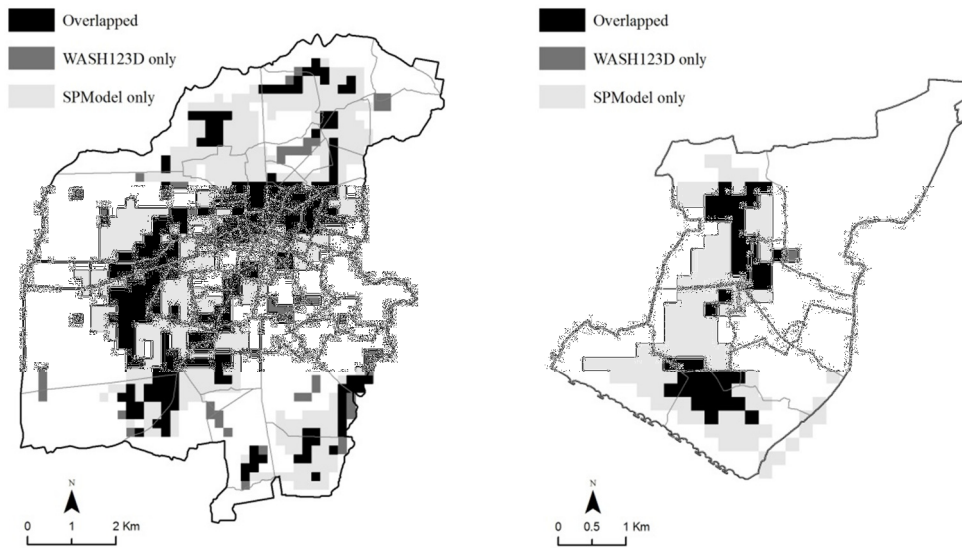 Overlapped
WASH123D only
SPModel only
N
0 1 2 Km
Overlapped
WASH123D only
SPModel only
N
0 0.5 1 Km